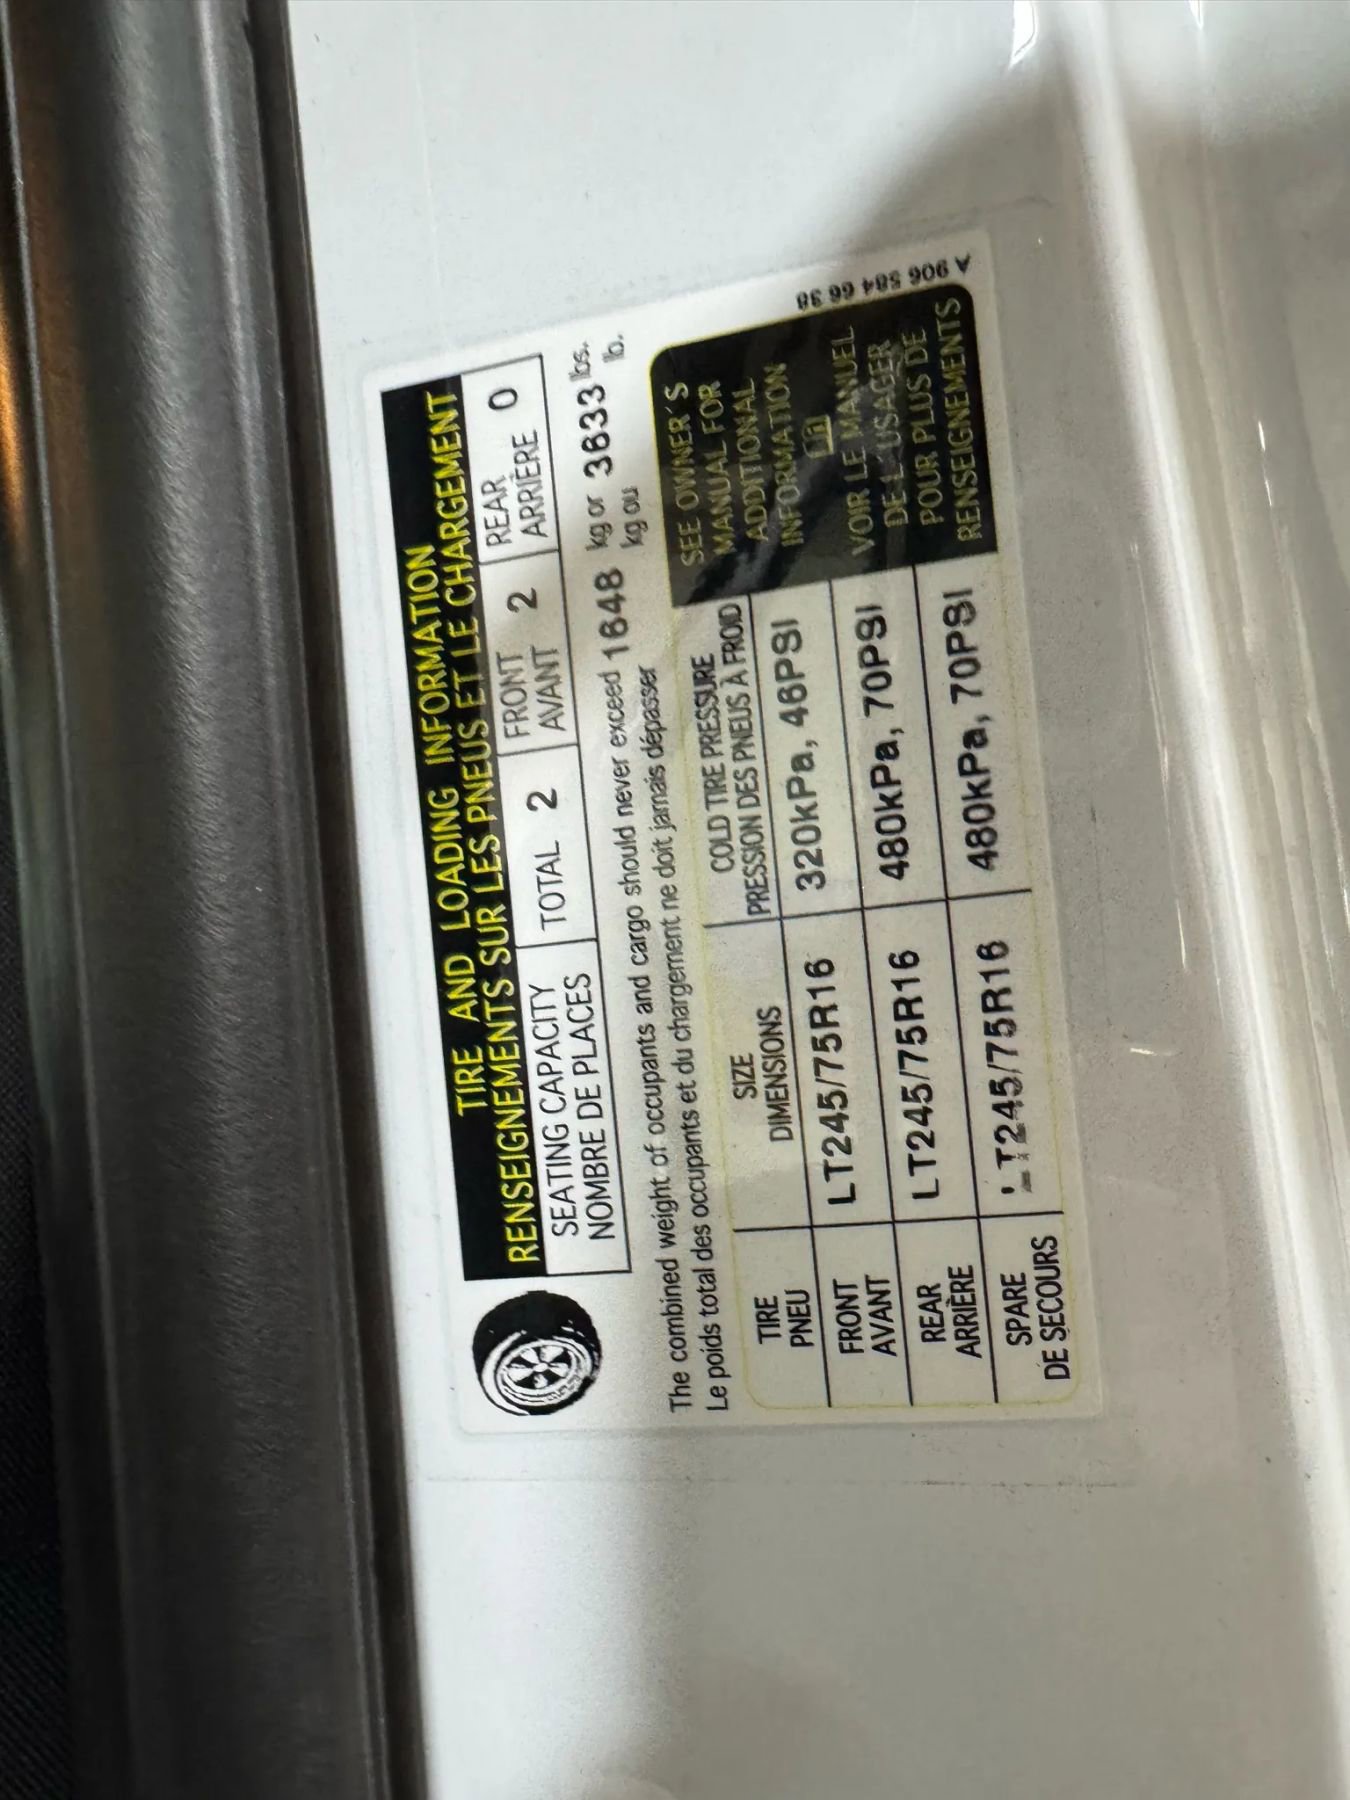 TIRE AND LOADING INFORMATION
RENSEIGNEMENTS SUR LES PNEUS ET LE CHARGEMENT
SEATING CAPACITY
NOMBRE DE PLACES
TOTAL 2
FRONT
AVANT 2
REAR
ARRIÈRE 0
The combined weight of occupants and cargo should never exceed 1648 kg or 3633 lbs.
Le poids total des occupants et du chargement ne doit jamais dépasser kg ou lb.
TIRE
PNEU
SIZE
DIMENSIONS
COLD TIRE PRESSURE
PRESSION DES PNEUS À FROID
FRONT
AVANT
LT245/75R16
320kPa, 46PSI
REAR
ARRIÈRE
LT245/75R16
480kPa, 70PSI
SPARE
DE SECOURS
LT245/75R16
480kPa, 70PSI
SEE OWNER'S
MANUAL FOR
ADDITIONAL
INFORMATION
VOIR LE MANUEL
DE L'USAGER
POUR PLUS DE
RENSEIGNEMENTS
A 906 584 66 38